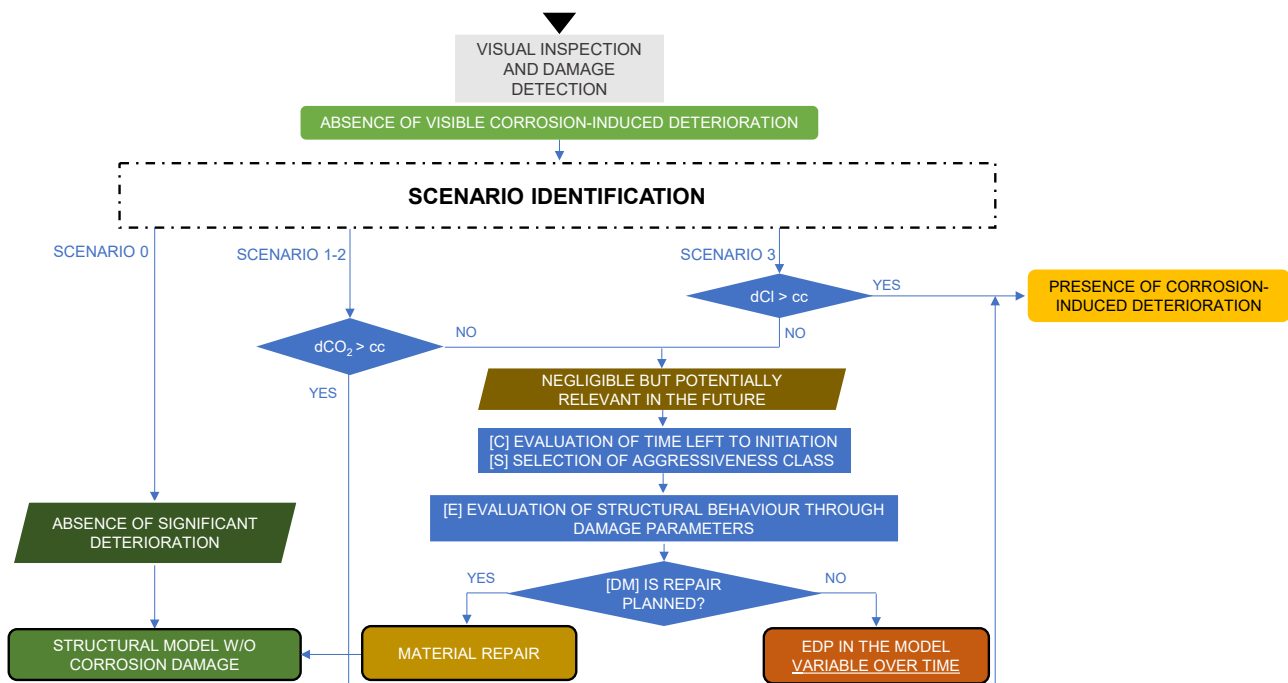 VISUAL INSPECTION
AND DAMAGE
DETECTION
ABSENCE OF VISIBLE CORROSION-INDUCED DETERIORATION
SCENARIO IDENTIFICATION
SCENARIO 0
SCENARIO 1-2
SCENARIO 3
dCl > cc
YES
PRESENCE OF CORROSION-
INDUCED DETERIORATION
NO
NO
dCO₂ > cc
YES
NEGLIGIBLE BUT POTENTIALLY
RELEVANT IN THE FUTURE
[C] EVALUATION OF TIME LEFT TO INITIATION
[S] SELECTION OF AGGRESSIVENESS CLASS
[E] EVALUATION OF STRUCTURAL BEHAVIOUR THROUGH
DAMAGE PARAMETERS
ABSENCE OF SIGNIFICANT
DETERIORATION
YES
[DM] IS REPAIR
PLANNED?
NO
STRUCTURAL MODEL W/O
CORROSION DAMAGE
MATERIAL REPAIR
EDP IN THE MODEL
VARIABLE OVER TIME